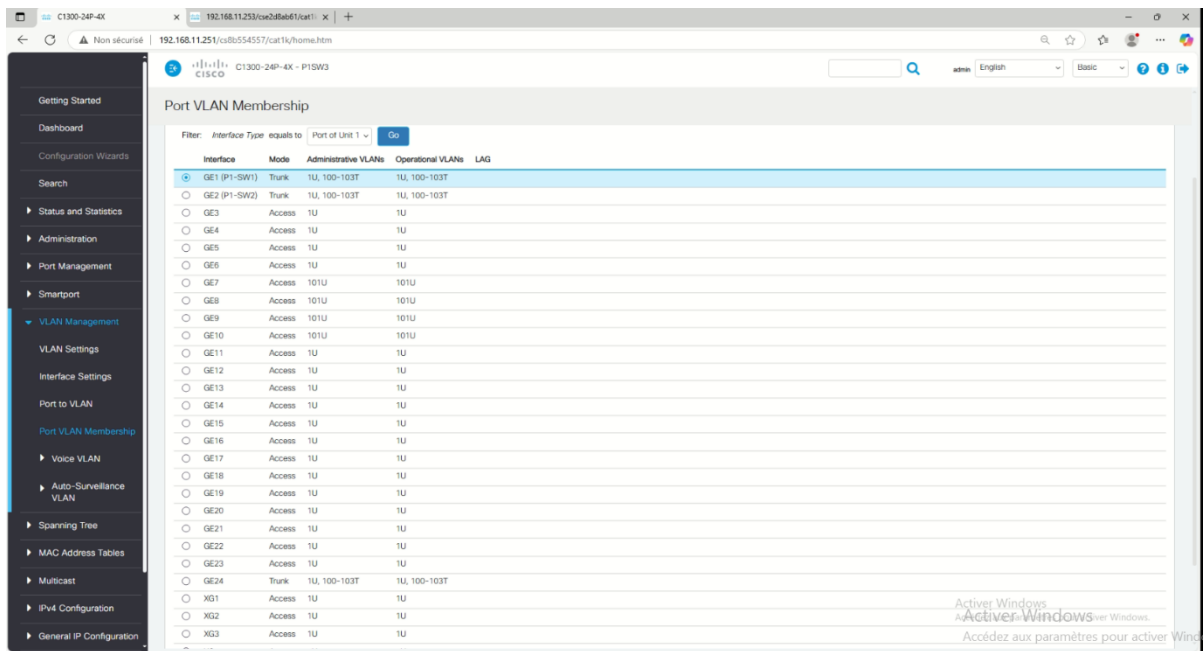 C1300-24P-4X
192.168.11.253/cse2d8ab61/cat1
Non sécurisé | 192.168.11.251/cs8b554557/cat1k/home.htm
CISCO C1300-24P-4X - P1SW3
admin English Basic
Getting Started
Dashboard
Configuration Wizards
Search
Status and Statistics
Administration
Port Management
Smartport
VLAN Management
VLAN Settings
Interface Settings
Port to VLAN
Port VLAN Membership
Voice VLAN
Auto-Surveillance
VLAN
Spanning Tree
MAC Address Tables
Multicast
IPv4 Configuration
General IP Configuration
Port VLAN Membership
Filter: Interface Type equals to Port of Unit 1 Go
Interface Mode Administrative VLANs Operational VLANs LAG
GE1 (P1-SW1) Trunk 1U, 100-103T 1U, 100-103T
GE2 (P1-SW2) Trunk 1U, 100-103T 1U, 100-103T
GE3 Access 1U 1U
GE4 Access 1U 1U
GE5 Access 1U 1U
GE6 Access 1U 1U
GE7 Access 101U 101U
GE8 Access 101U 101U
GE9 Access 101U 101U
GE10 Access 101U 101U
GE11 Access 1U 1U
GE12 Access 1U 1U
GE13 Access 1U 1U
GE14 Access 1U 1U
GE15 Access 1U 1U
GE16 Access 1U 1U
GE17 Access 1U 1U
GE18 Access 1U 1U
GE19 Access 1U 1U
GE20 Access 1U 1U
GE21 Access 1U 1U
GE22 Access 1U 1U
GE23 Access 1U 1U
GE24 Trunk 1U, 100-103T 1U, 100-103T
XG1 Access 1U 1U
XG2 Access 1U 1U
XG3 Access 1U 1U
Activer Windows
Activer Windows
Accédez aux paramètres pour activer Wind